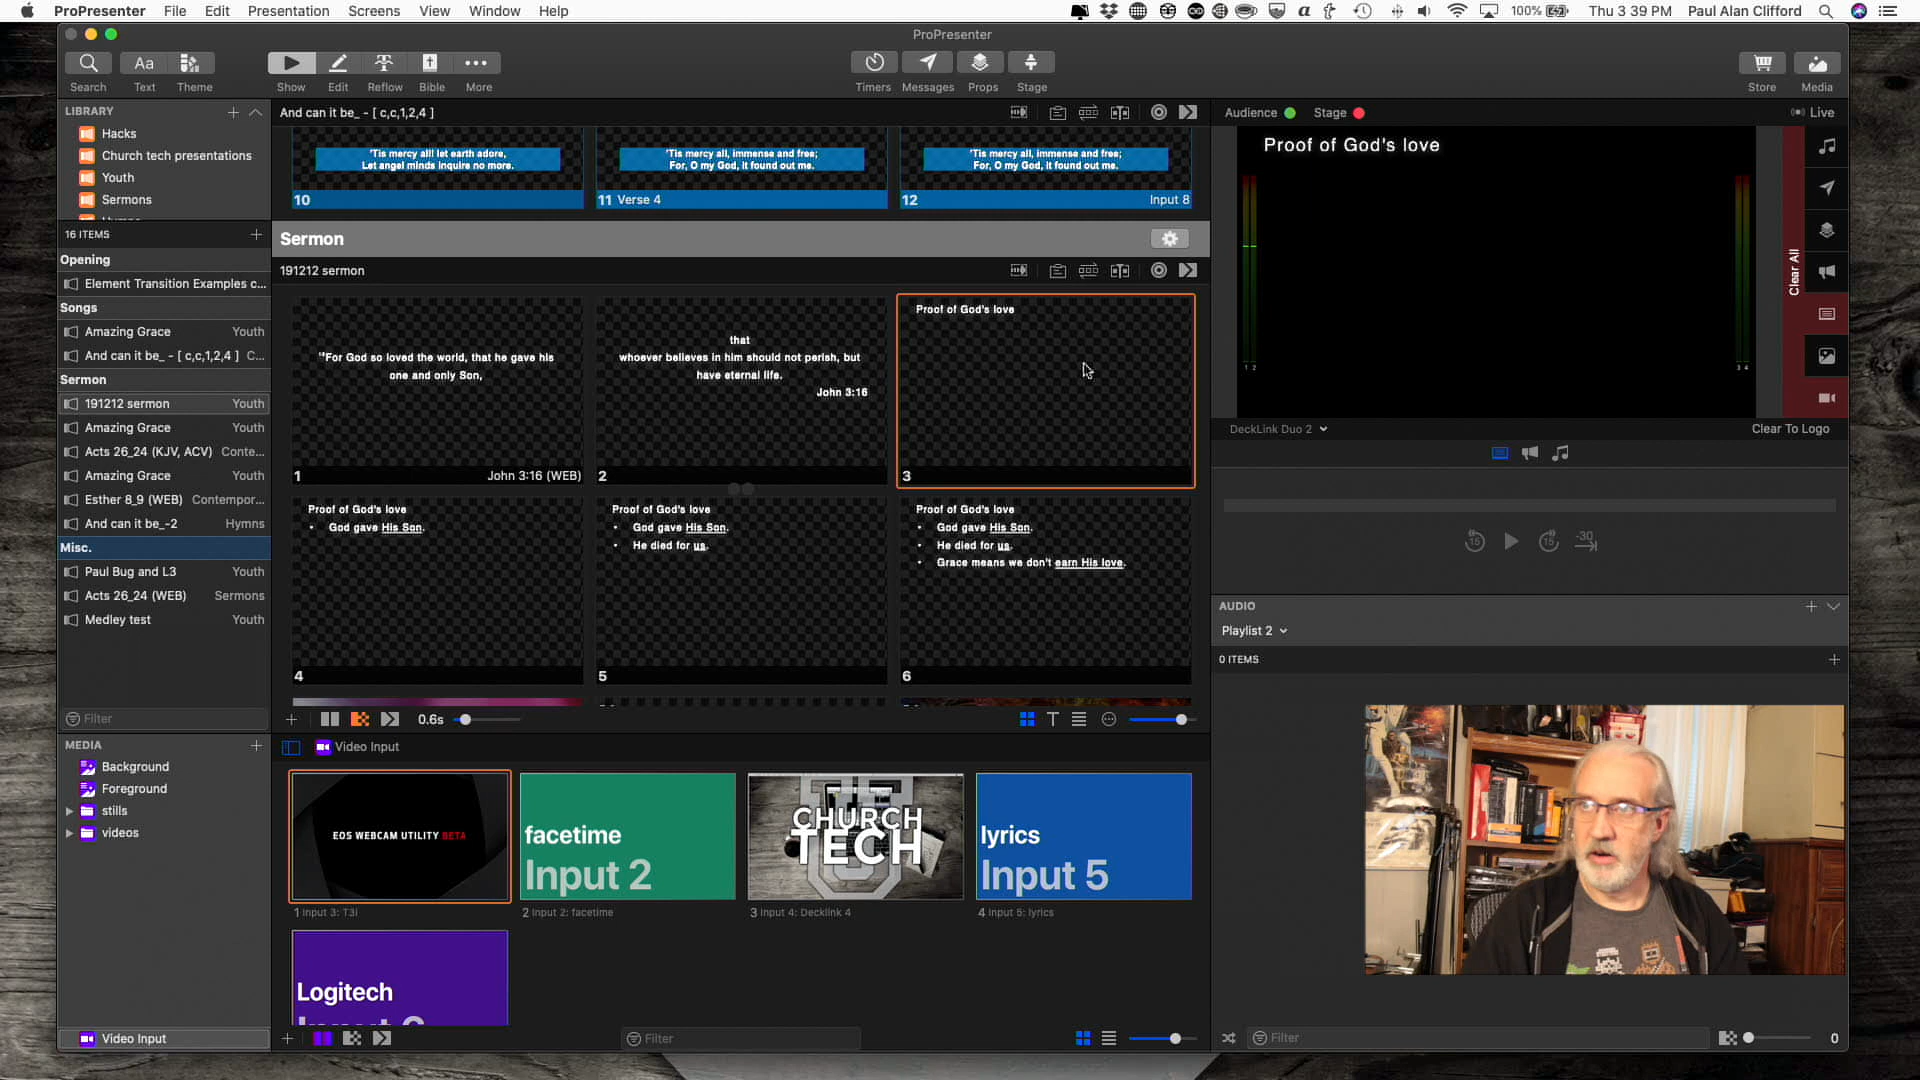 ProPresenter File Edit Presentation Screens View Window Help
100% Thu 3 39 PM Paul Alan Clifford
ProPresenter
Search Text Theme Show Edit Reflow Bible More Timers Messages Props Stage Store Media
Aa
LIBRARY
Hacks
Church tech presentations
Youth
Sermons
16 ITEMS
Opening
Element Transition Examples c...
Songs
Amazing Grace Youth
And can it be_ - [ c,c,1,2,4 ] C...
Sermon
191212 sermon Youth
Amazing Grace Youth
Acts 26_24 (KJV, ACV) Conte...
Amazing Grace Youth
Esther 8_9 (WEB) Contempor...
And can it be_-2 Hymns
Misc.
Paul Bug and L3 Youth
Acts 26_24 (WEB) Sermons
Medley test Youth
Filter
MEDIA
Background
Foreground
stills
videos
Video Input
And can it be_ - [ c,c,1,2,4 ]
'Tis mercy all! let earth adore,
Let angel minds inquire no more.
10
'Tis mercy all, immense and free;
For, O my God, it found out me.
11 Verse 4
'Tis mercy all, immense and free;
For, O my God, it found out me.
12 Input 8
Sermon
191212 sermon
"For God so loved the world, that he gave his
one and only Son,
1 John 3:16 (WEB)
that
whoever believes in him should not perish, but
have eternal life.
John 3:16
2
Proof of God's love
3
Proof of God's love
• God gave His Son.
4
Proof of God's love
• God gave His Son.
• He died for us.
5
Proof of God's love
• God gave His Son.
• He died for us.
• Grace means we don't earn His love.
6
0.6s
Video Input
EOS WEBCAM UTILITY BETA
1 Input 3: T3i
facetime
Input 2
2 Input 2: facetime
CHURCH
TECH
3 Input 4: Decklink 4
lyrics
Input 5
4 Input 5: lyrics
Logitech
Filter
Audience Stage Live
Proof of God's love
1 2
3 4
Clear All
DeckLink Duo 2 Clear To Logo
15 15 -30
AUDIO
Playlist 2
0 ITEMS
Filter
0